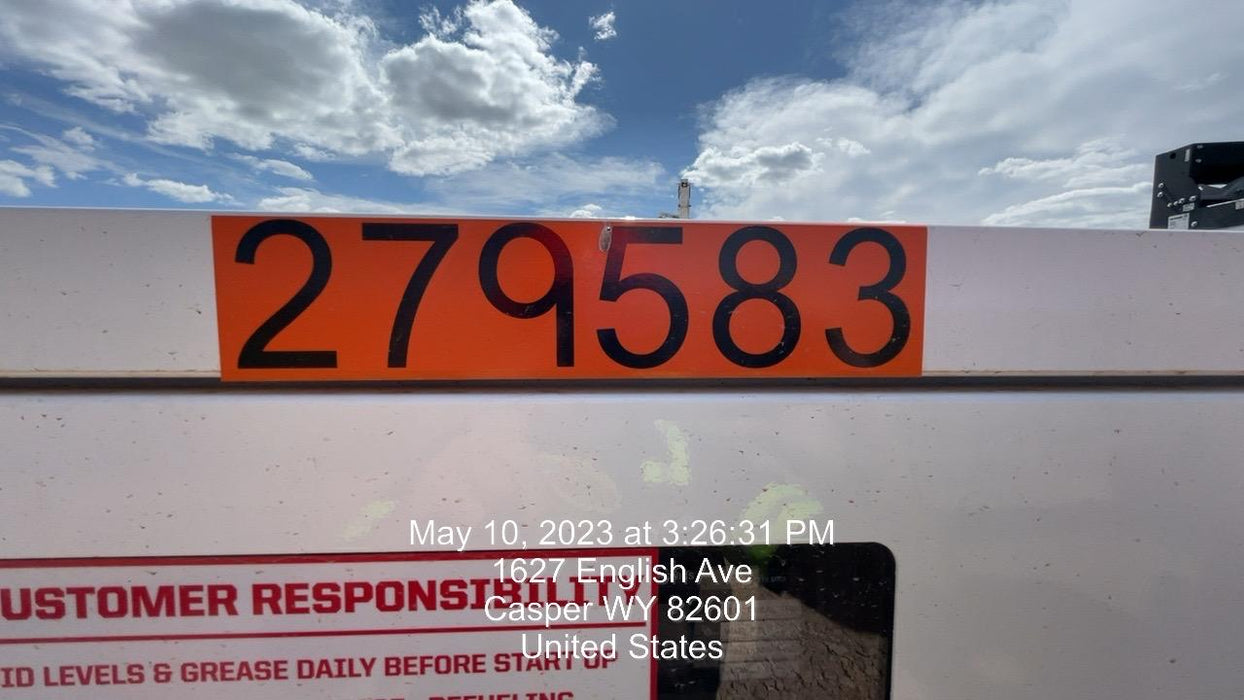 279583
May 10, 2023 at 3:26:31 PM
1627 English Ave
Casper WY 82601
United States
USTOMER RESPONSIBILITY
ID LEVELS & GREASE DAILY BEFORE START UP
REFUELING